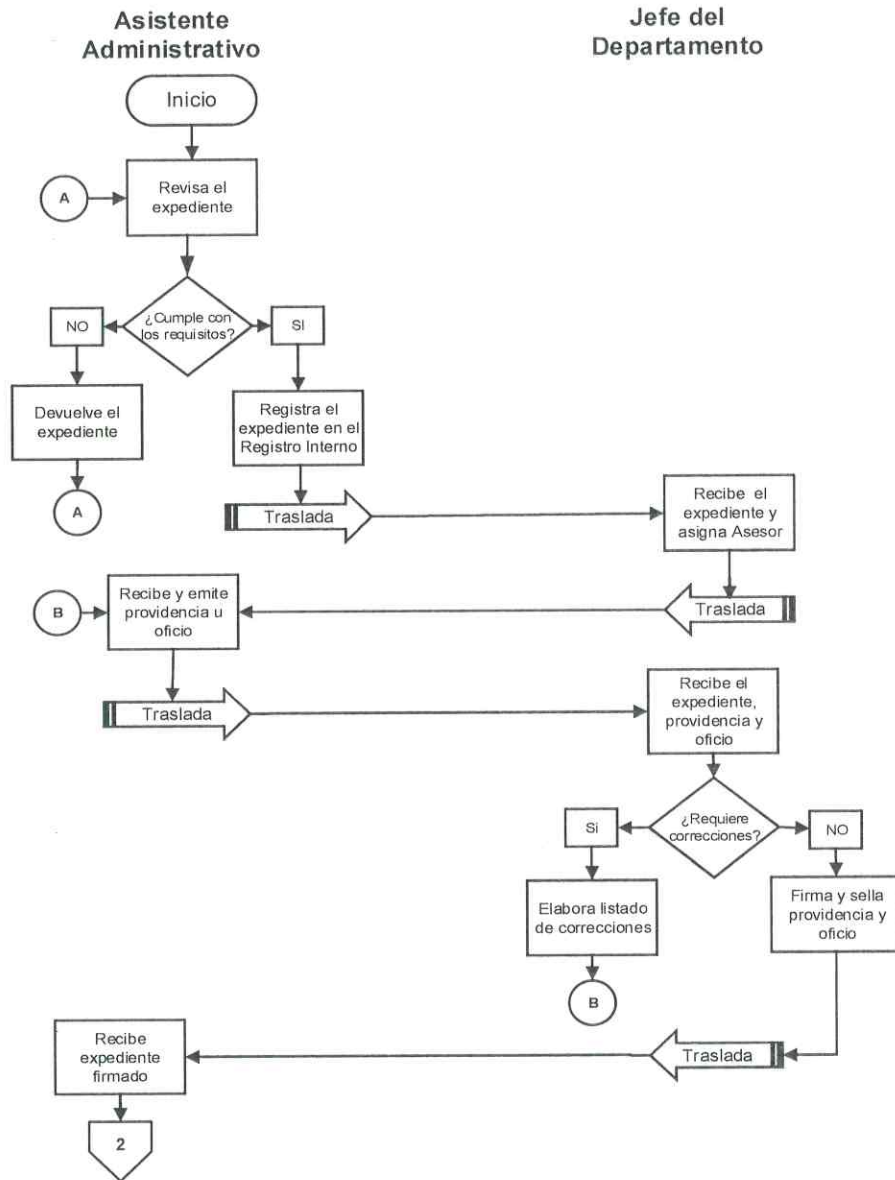 Asistente
Administrativo
Jefe del
Departamento
Inicio
A
Revisa el
expediente
NO
¿Cumple con
los requisitos?
SI
Devuelve el
expediente
Registra el
expediente en el
Registro Interno
A
Traslada
Recibe el
expediente y
asigna Asesor
B
Recibe y emite
providencia u
oficio
Traslada
Traslada
Recibe el
expediente,
providencia y
oficio
Si
¿Requiere
correcciones?
NO
Elabora listado
de correcciones
Firma y sella
providencia y
oficio
B
Recibe
expediente
firmado
Traslada
2